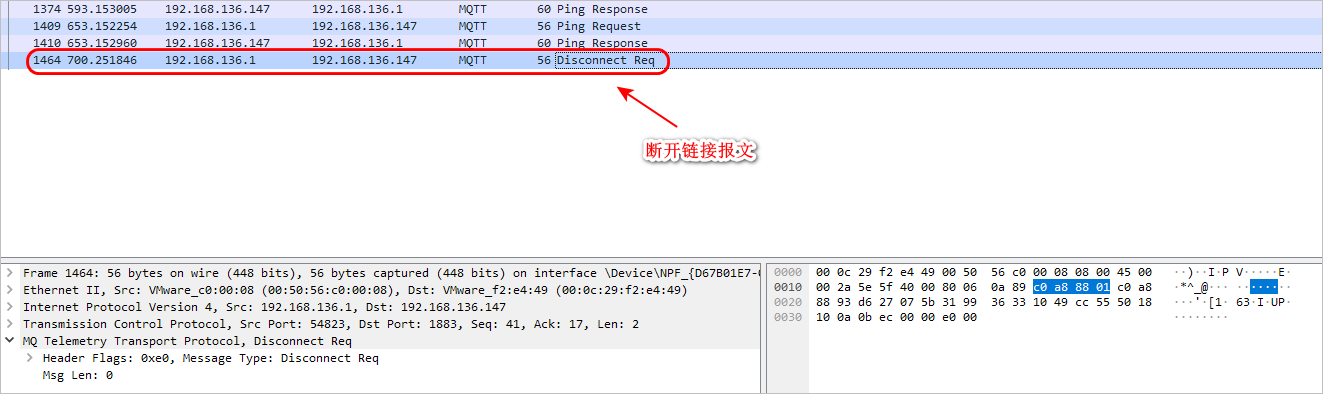 1374 593.153005 192.168.136.147 192.168.136.1 MQTT 60 Ping Response
1409 653.152254 192.168.136.1 192.168.136.147 MQTT 56 Ping Request
1410 653.152960 192.168.136.147 192.168.136.1 MQTT 60 Ping Response
1464 700.251846 192.168.136.1 192.168.136.147 MQTT 56 Disconnect Req
断开链接报文
Frame 1464: 56 bytes on wire (448 bits), 56 bytes captured (448 bits) on interface \Device\NPF_{D67B01E7-
Ethernet II, Src: VMware_c0:00:08 (00:50:56:c0:00:08), Dst: VMware_f2:e4:49 (00:0c:29:f2:e4:49)
Internet Protocol Version 4, Src: 192.168.136.1, Dst: 192.168.136.147
Transmission Control Protocol, Src Port: 54823, Dst Port: 1883, Seq: 41, Ack: 17, Len: 2
MQ Telemetry Transport Protocol, Disconnect Req
Header Flags: 0xe0, Message Type: Disconnect Req
Msg Len: 0
0000 00 0c 29 f2 e4 49 00 50 56 c0 00 08 08 00 45 00 ··)··I·P V·····E·
0010 00 2a 5e 5f 40 00 80 06 0a 89 c0 a8 88 01 c0 a8 ·*^_@··· ········
0020 88 93 d6 27 07 5b 31 99 36 33 10 49 cc 55 50 18 ···'·[1· 63·I·UP·
0030 10 0a 0b ec 00 00 e0 00 ········